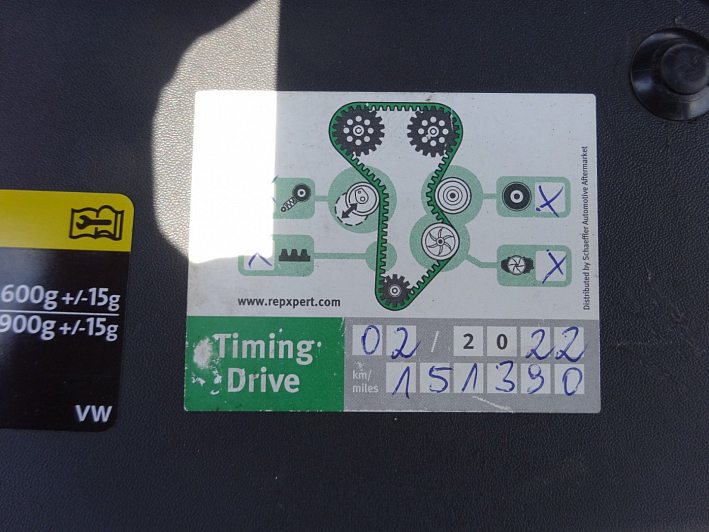 600g +/-15g
900g +/-15g
VW
X
X
X
www.repxpert.com
Distributed by Schaeffler Automotive Aftermarket
Timing
Drive
02 / 2022
km/
miles
151390